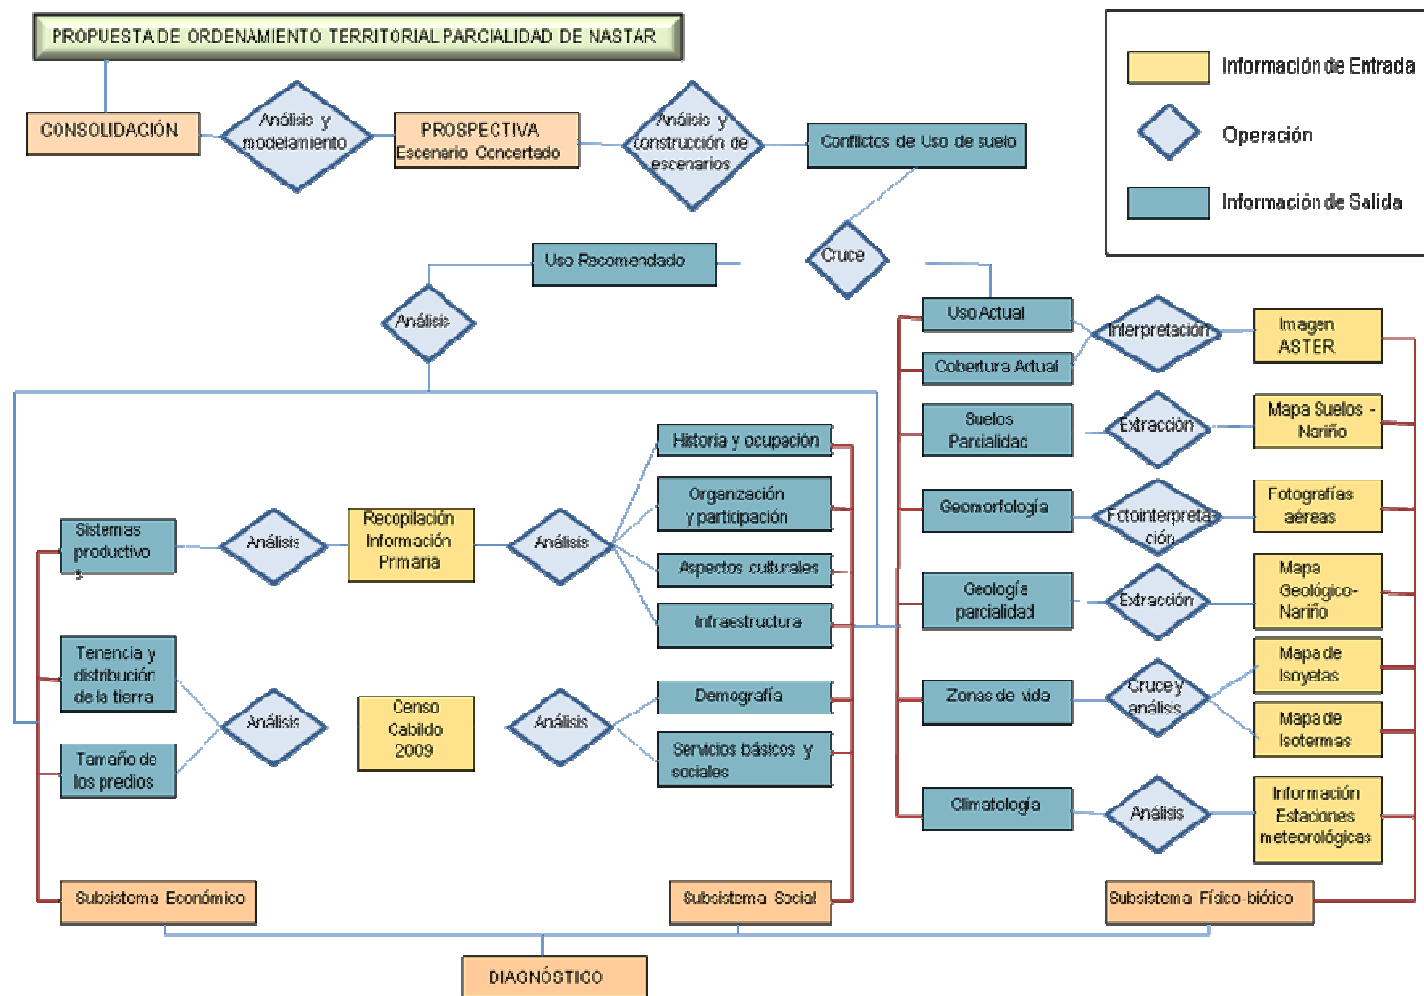 PROPUESTA DE ORDENAMIENTO TERRITORIAL PARCIALIDAD DE NASTAR
Información de Entrada
Operación
Información de Salida
CONSOLIDACIÓN
Análisis y
modelamiento
PROSPECTIVA
Escenario Concertado
Análisis y
construcción de
escenarios
Conflictos de Uso de suelo
Uso Recomendado
Cruce
Análisis
Uso Actual
Cobertura Actual
Interpretación
Imagen
ASTER
Suelos
Parcialidad
Extracción
Mapa Suelos -
Nariño
Geomorfología
Fotointerpreta
ción
Fotografías
aéreas
Geología
parcialidad
Extracción
Mapa
Geológico-
Nariño
Zonas de vida
Cruce y
análisis
Mapa de
Isoyetas
Mapa de
Isotermas
Climatología
Análisis
Información
Estaciones
meteorológicas
Sistemas
productivo
s
Análisis
Recopilación
Información
Primaria
Análisis
Historia y ocupación
Organización
y participación
Aspectos culturales
Infraestructura
Tenencia y
distribución
de la tierra
Tamaño de
los predios
Análisis
Censo
Cabildo
2009
Análisis
Demografía
Servicios básicos y
sociales
Subsistema Económico
Subsistema Social
Subsistema Físico-biótico
DIAGNÓSTICO